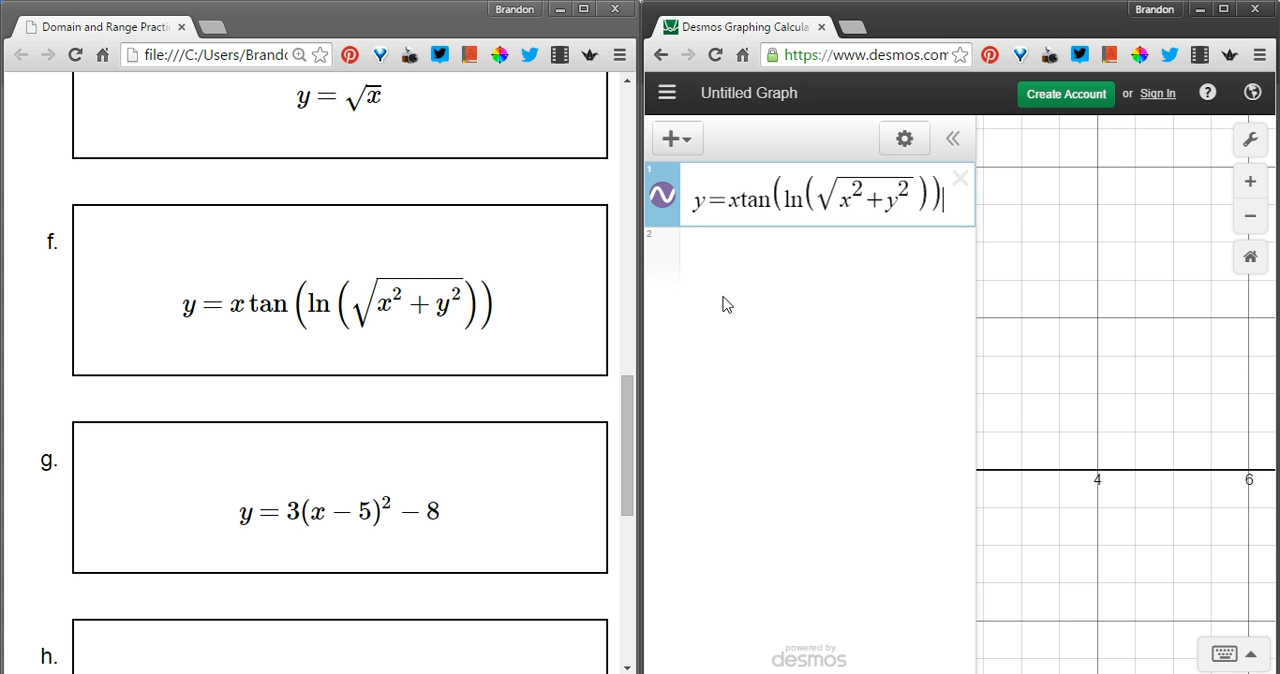 Brandon
Domain and Range Practi
file:///C:/Users/Brand
y = √x
f.
y = x tan (ln (√x² + y²))
g.
y = 3(x − 5)² − 8
h.
Brandon
Desmos Graphing Calcula
https://www.desmos.com
Untitled Graph
Create Account or Sign In ?
1
y=xtan(ln(√x²+y²))
2
4
6
powered by
desmos